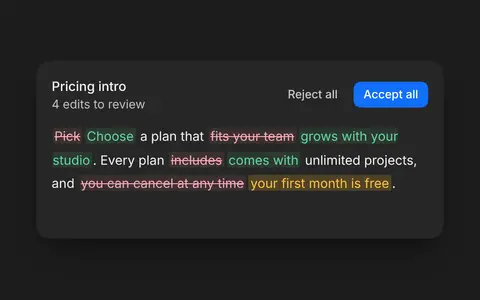 Pricing intro
4 edits to review
Reject all
Accept all
Pick Choose a plan that fits your team grows with your
studio. Every plan includes comes with unlimited projects,
and you can cancel at any time your first month is free.